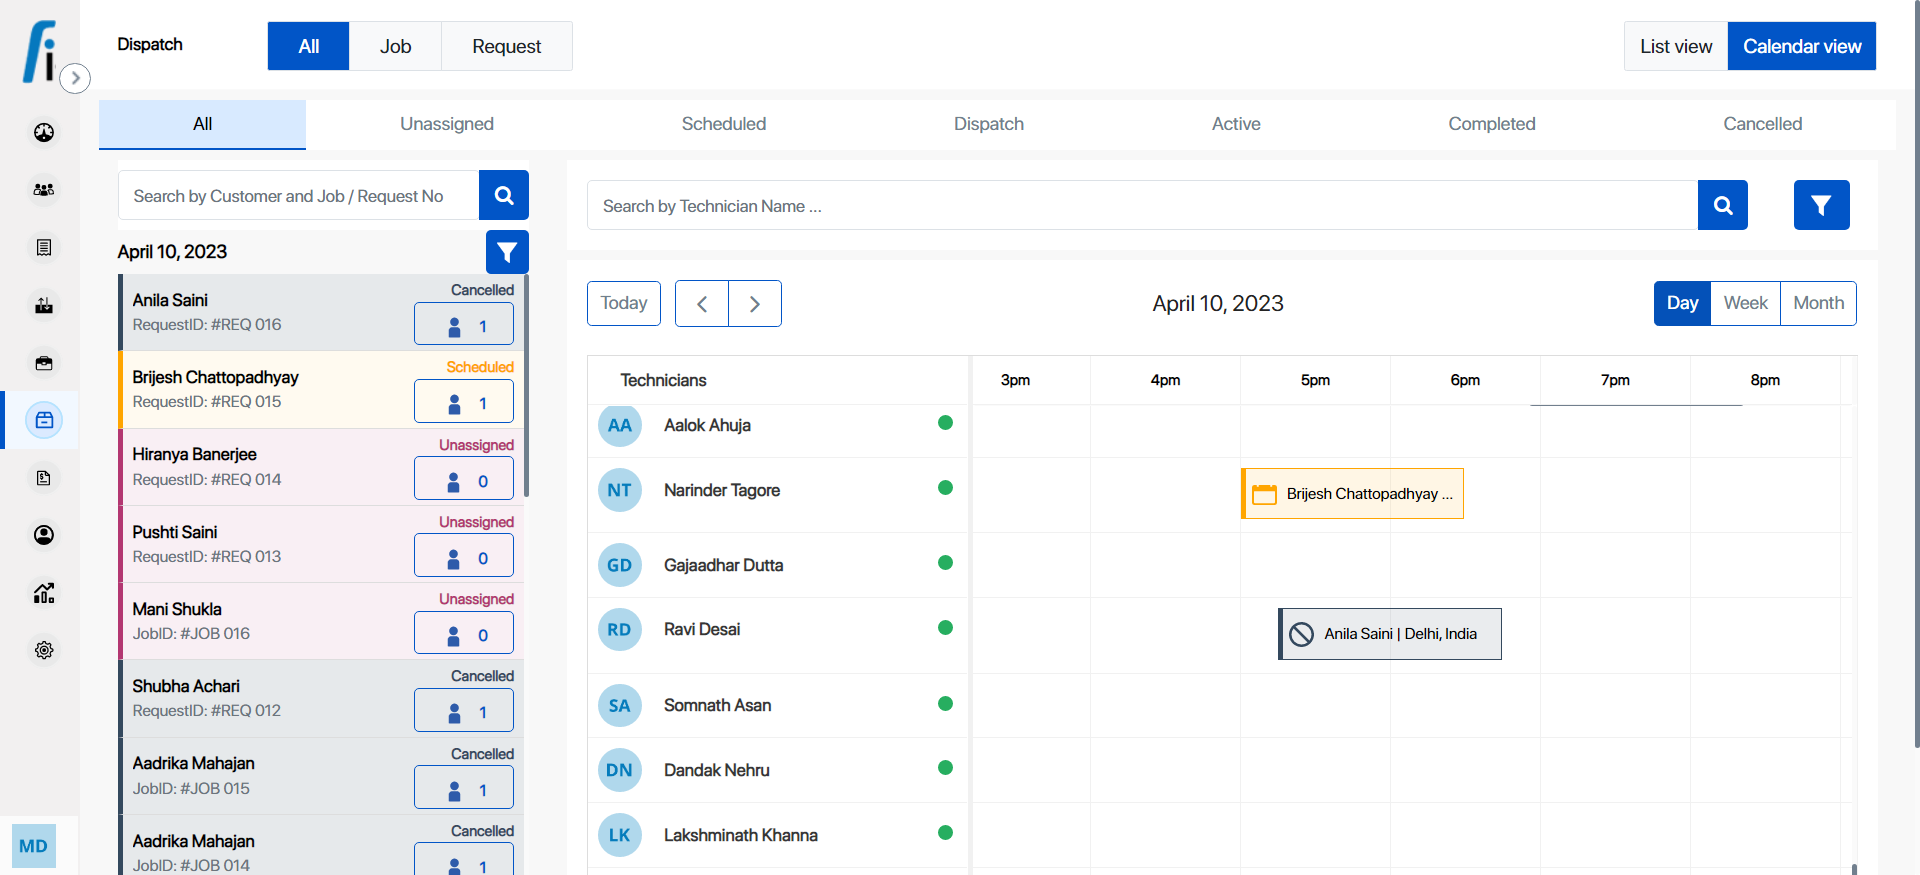 fi
Dispatch
All
Job
Request
List view
Calendar view
All
Unassigned
Scheduled
Dispatch
Active
Completed
Cancelled
Search by Customer and Job / Request No
April 10, 2023
Anila Saini
Cancelled
RequestID: #REQ 016
1
Brijesh Chattopadhyay
Scheduled
RequestID: #REQ 015
1
Hiranya Banerjee
Unassigned
RequestID: #REQ 014
0
Pushti Saini
Unassigned
RequestID: #REQ 013
0
Mani Shukla
Unassigned
JobID: #JOB 016
0
Shubha Achari
Cancelled
RequestID: #REQ 012
1
Aadrika Mahajan
Cancelled
JobID: #JOB 015
1
Aadrika Mahajan
Cancelled
JobID: #JOB 014
1
MD
Search by Technician Name ...
Today
April 10, 2023
Day
Week
Month
Technicians
3pm
4pm
5pm
6pm
7pm
8pm
AA
Aalok Ahuja
NT
Narinder Tagore
Brijesh Chattopadhyay ...
GD
Gajaadhar Dutta
RD
Ravi Desai
Anila Saini | Delhi, India
SA
Somnath Asan
DN
Dandak Nehru
LK
Lakshminath Khanna